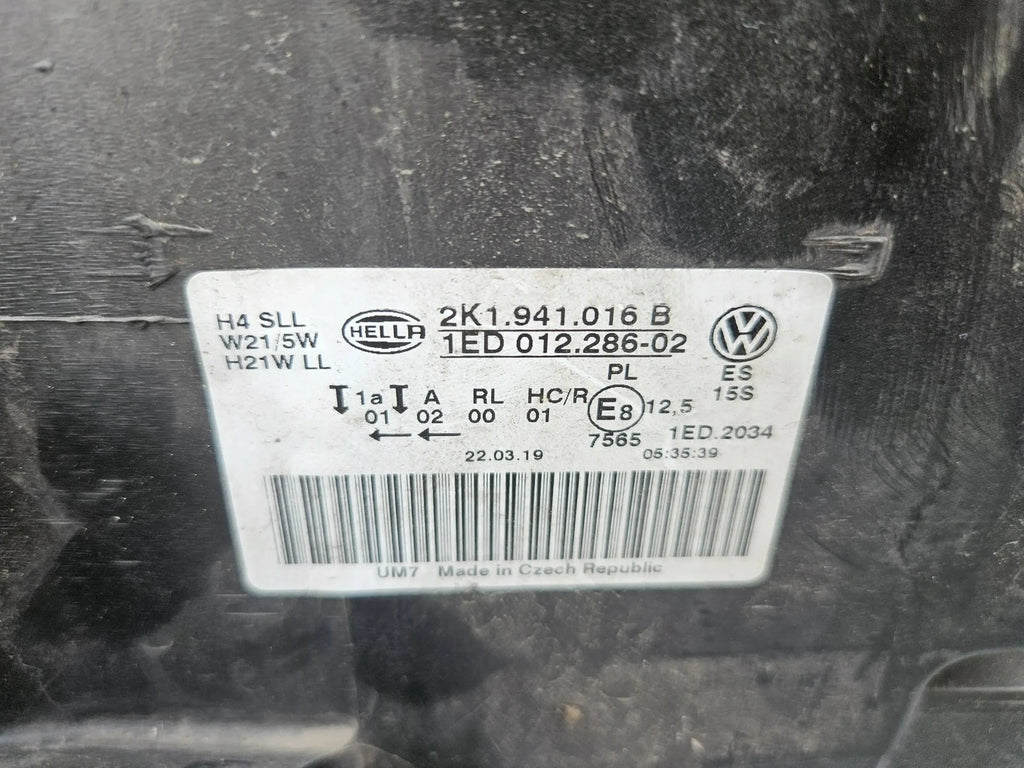 H4 SLL
W21/5W
H21W LL
HELLA
2K1.941.016 B
1ED 012.286-02
VW
PL
ES
15S
1a A RL HC/R E8 12,5
01 02 00 01
7565 1ED.2034
22.03.19 05:35:39
UM7 Made in Czech Republic